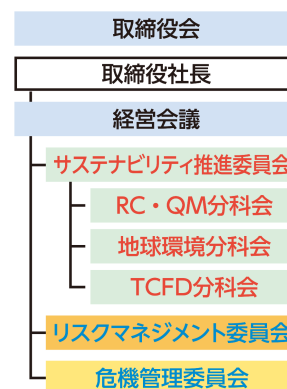 取締役会
取締役社長
経営会議
サステナビリティ推進委員会
RC・QM分科会
地球環境分科会
TCFD分科会
リスクマネジメント委員会
危機管理委員会